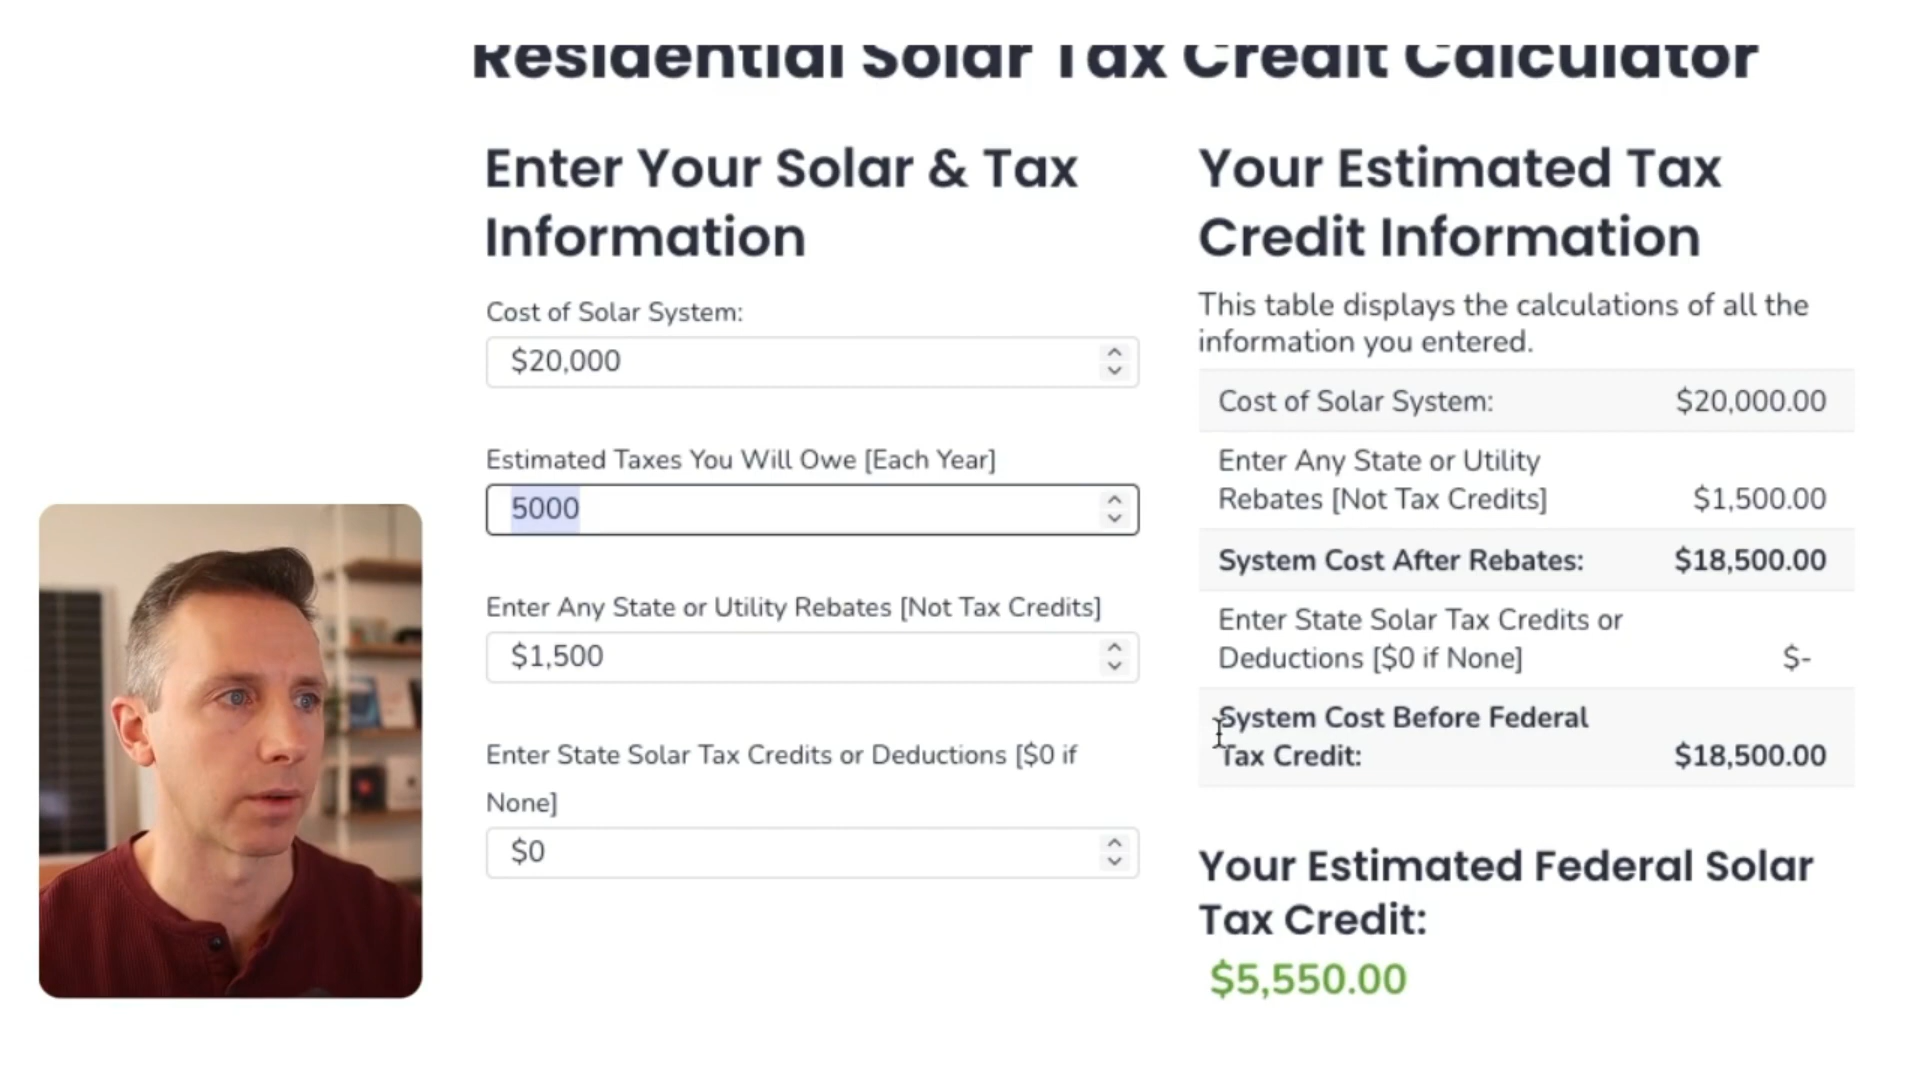 Residential Solar Tax Credit Calculator
Enter Your Solar & Tax
Information
Cost of Solar System:
$20,000
Estimated Taxes You Will Owe [Each Year]
5000
Enter Any State or Utility Rebates [Not Tax Credits]
$1,500
Enter State Solar Tax Credits or Deductions [$0 if
None]
$0
Your Estimated Tax
Credit Information
This table displays the calculations of all the
information you entered.
Cost of Solar System: $20,000.00
Enter Any State or Utility
Rebates [Not Tax Credits] $1,500.00
System Cost After Rebates: $18,500.00
Enter State Solar Tax Credits or
Deductions [$0 if None] $-
System Cost Before Federal
Tax Credit: $18,500.00
Your Estimated Federal Solar
Tax Credit:
$5,550.00